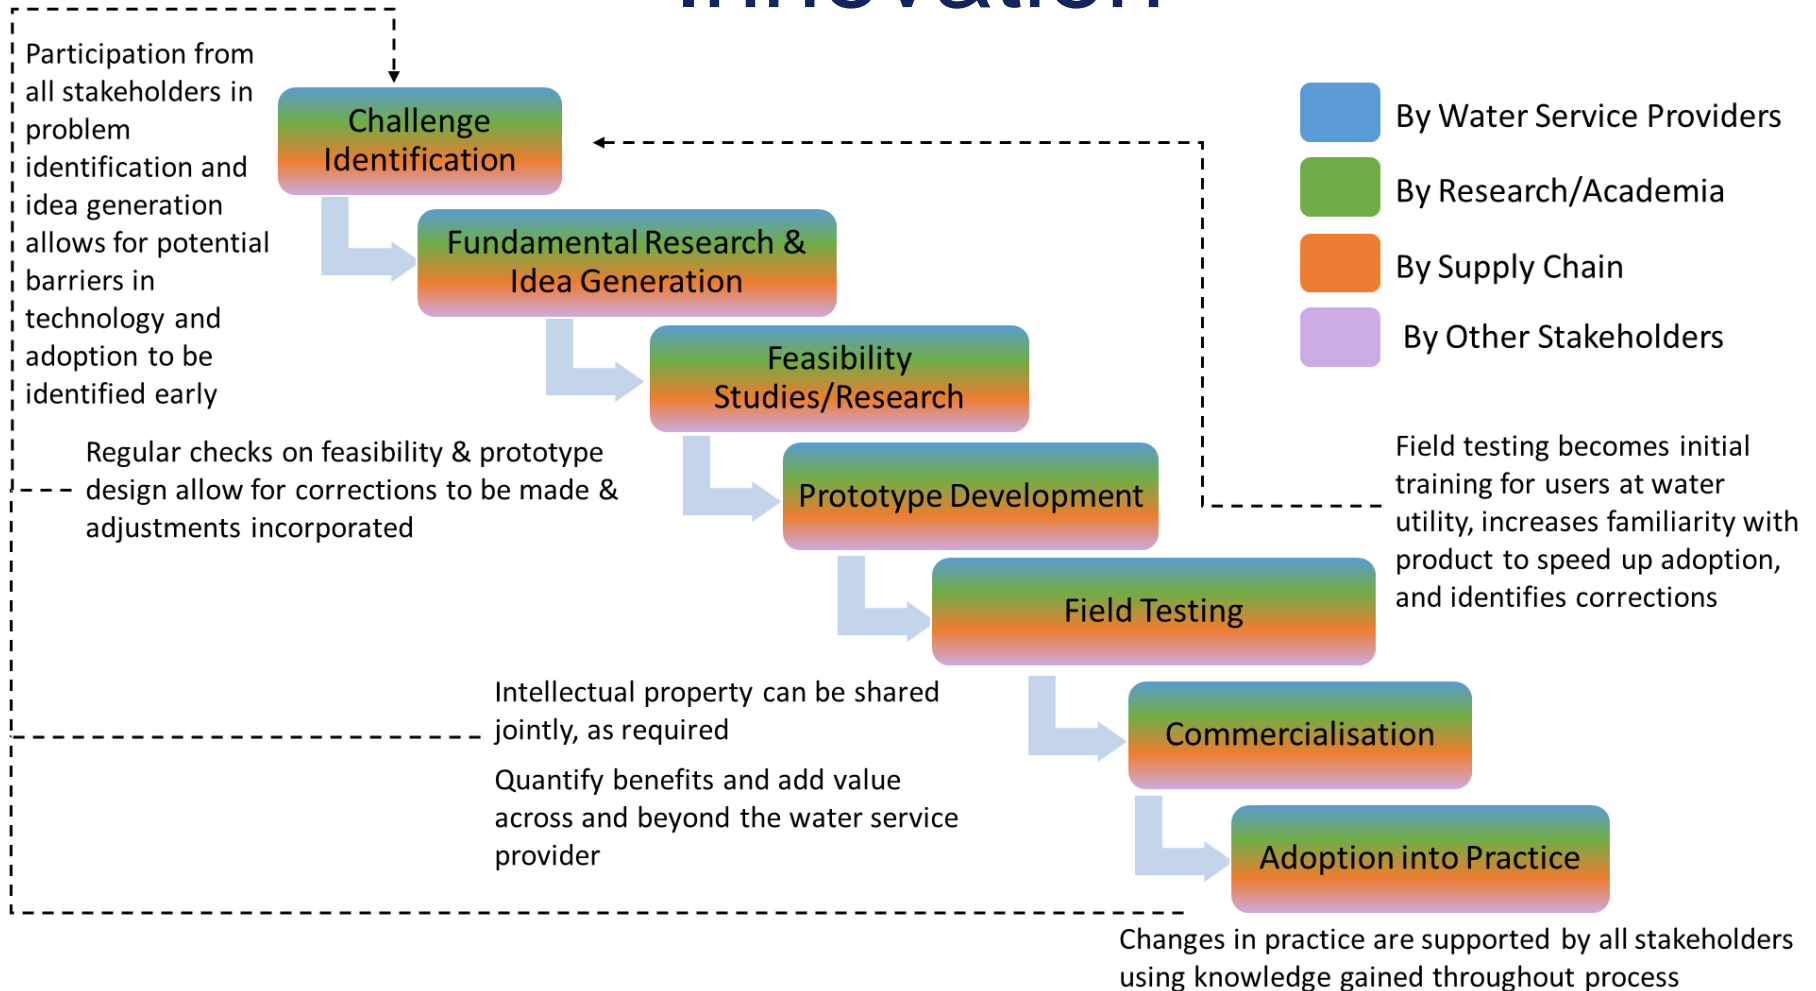 Innovation
Participation from
all stakeholders in
problem
identification and
idea generation
allows for potential
barriers in
technology and
adoption to be
identified early
Challenge
Identification
Fundamental Research &
Idea Generation
Feasibility
Studies/Research
Prototype Development
Field Testing
Commercialisation
Adoption into Practice
By Water Service Providers
By Research/Academia
By Supply Chain
By Other Stakeholders
Regular checks on feasibility & prototype
design allow for corrections to be made &
adjustments incorporated
Field testing becomes initial
training for users at water
utility, increases familiarity with
product to speed up adoption,
and identifies corrections
Intellectual property can be shared
jointly, as required
Quantify benefits and add value
across and beyond the water service
provider
Changes in practice are supported by all stakeholders
using knowledge gained throughout process